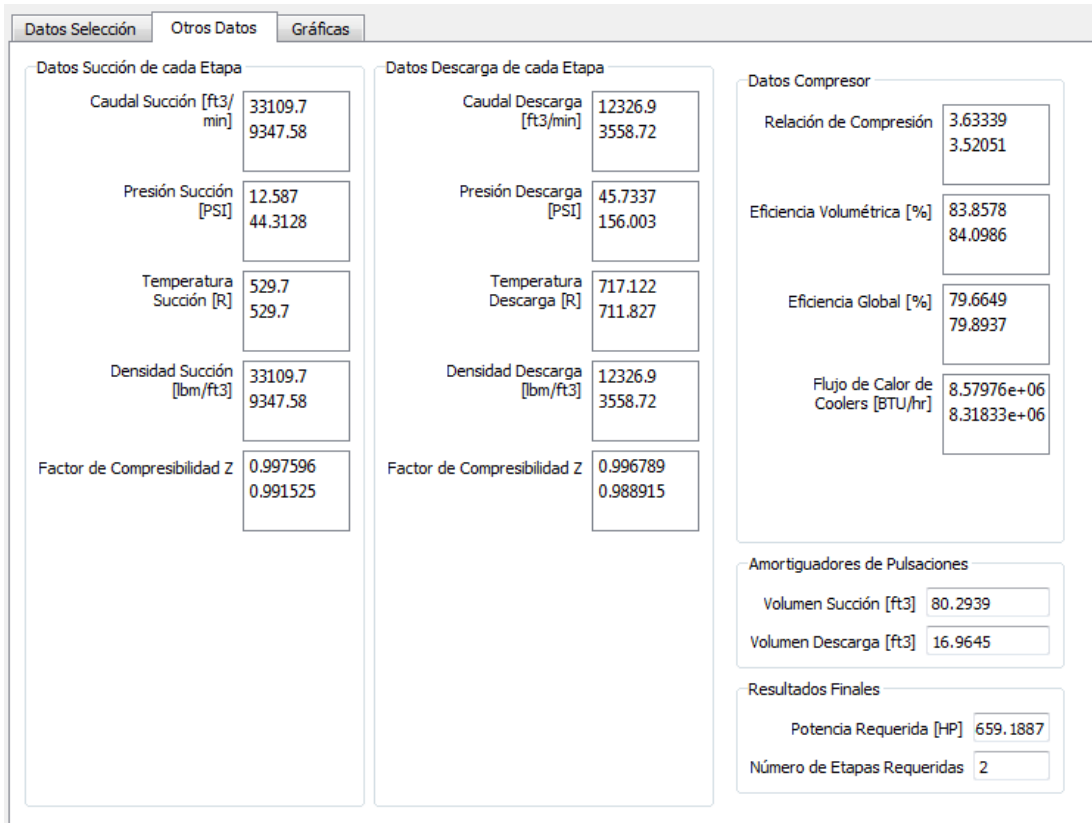 Datos Selección
Otros Datos
Gráficas
Datos Succión de cada Etapa
Caudal Succión [ft3/
min]
33109.7
9347.58
Presión Succión
[PSI]
12.587
44.3128
Temperatura
Succión [R]
529.7
529.7
Densidad Succión
[lbm/ft3]
33109.7
9347.58
Factor de Compresibilidad Z
0.997596
0.991525
Datos Descarga de cada Etapa
Caudal Descarga
[ft3/min]
12326.9
3558.72
Presión Descarga
[PSI]
45.7337
156.003
Temperatura
Descarga [R]
717.122
711.827
Densidad Descarga
[lbm/ft3]
12326.9
3558.72
Factor de Compresibilidad Z
0.996789
0.988915
Datos Compresor
Relación de Compresión
3.63339
3.52051
Eficiencia Volumétrica [%]
83.8578
84.0986
Eficiencia Global [%]
79.6649
79.8937
Flujo de Calor de
Coolers [BTU/hr]
8.57976e+06
8.31833e+06
Amortiguadores de Pulsaciones
Volumen Succión [ft3]
80.2939
Volumen Descarga [ft3]
16.9645
Resultados Finales
Potencia Requerida [HP]
659.1887
Número de Etapas Requeridas
2